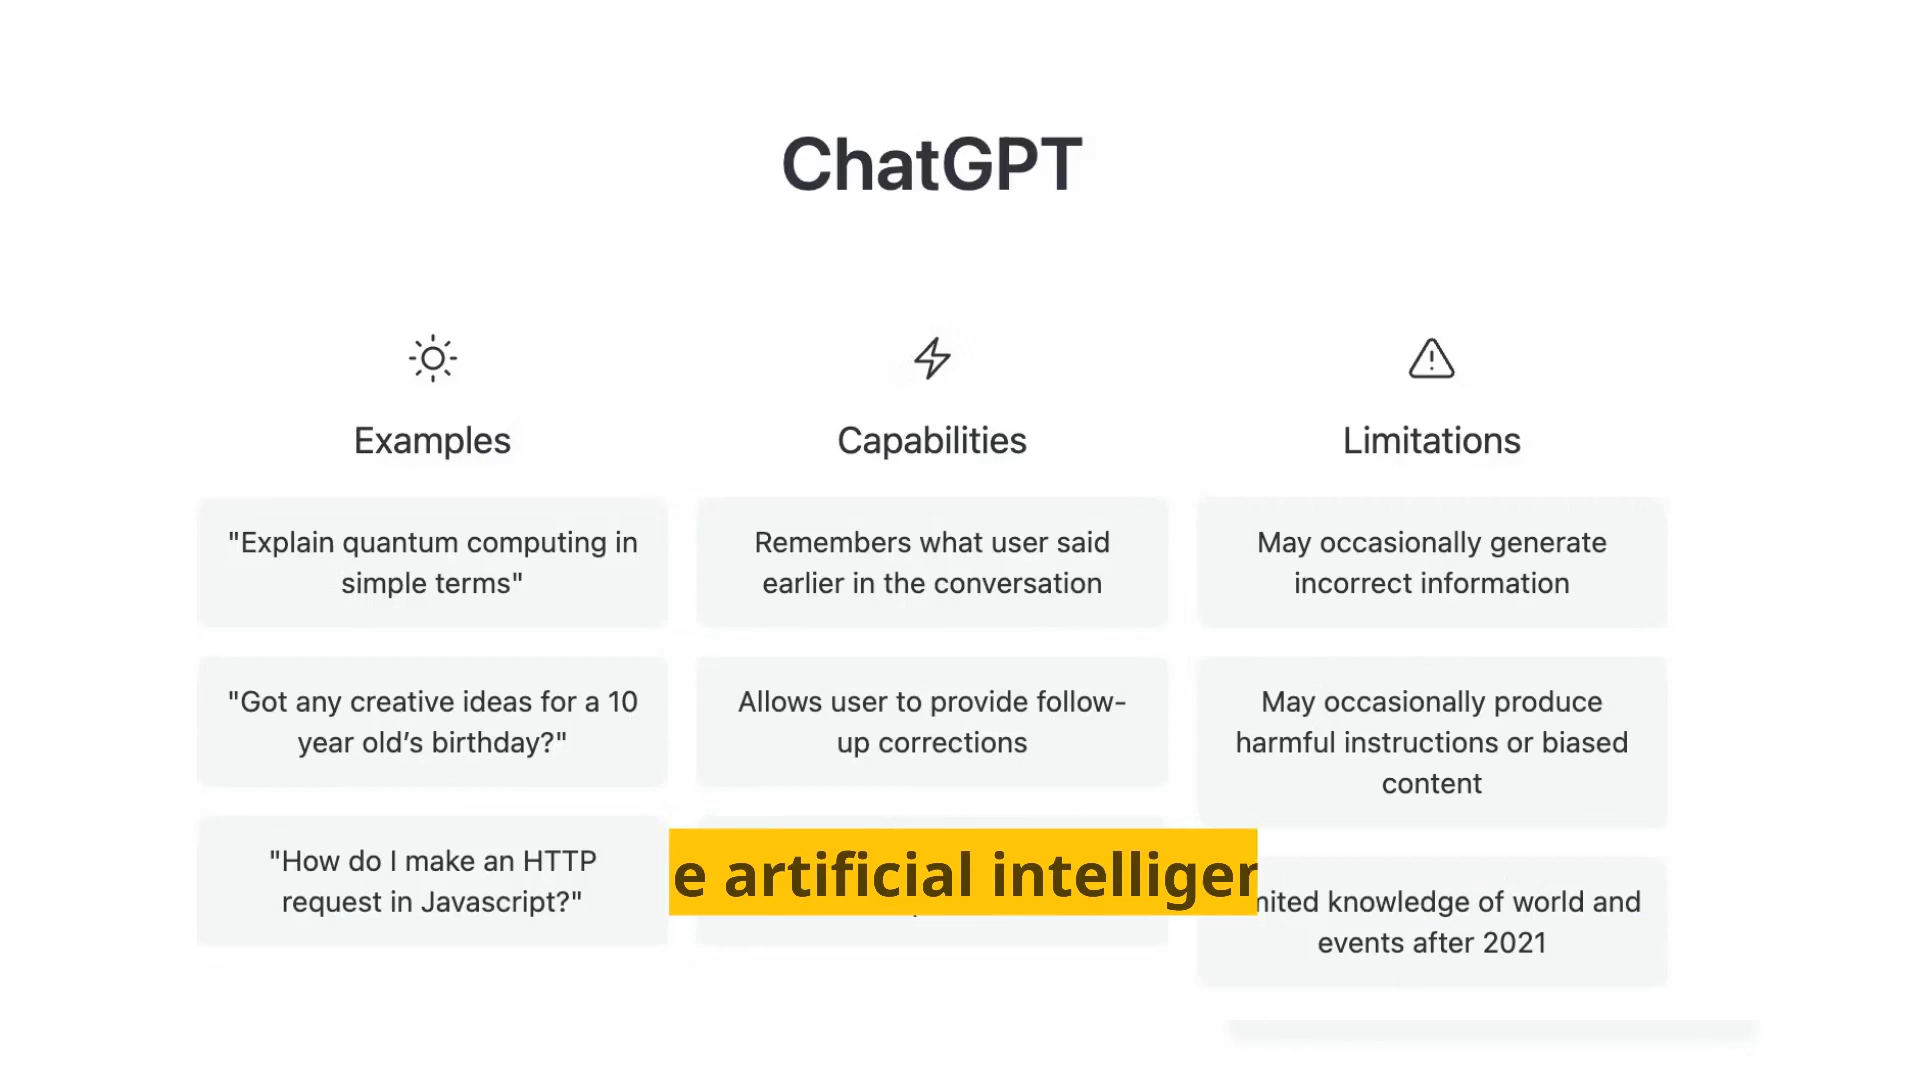 ChatGPT
Examples
"Explain quantum computing in
simple terms"
"Got any creative ideas for a 10
year old’s birthday?"
"How do I make an HTTP
request in Javascript?"
Capabilities
Remembers what user said
earlier in the conversation
Allows user to provide follow-
up corrections
e artificial
Limitations
May occasionally generate
incorrect information
May occasionally produce
harmful instructions or biased
content
knowledge of world and
events after 2021